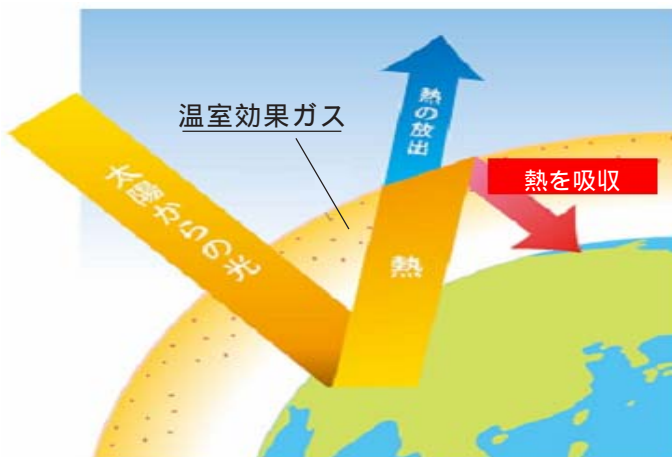 熱の放出
温室効果ガス
熱を吸収
太陽からの光
熱